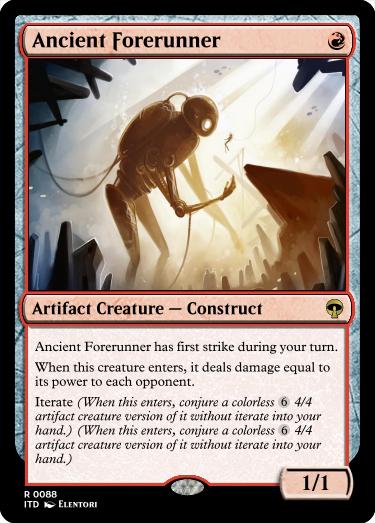 Ancient Forerunner
Artifact Creature — Construct
Ancient Forerunner has first strike during your turn.
When this creature enters, it deals damage equal to
its power to each opponent.
Iterate (When this enters, conjure a colorless 6 4/4
artifact creature version of it without iterate into your
hand.) (When this enters, conjure a colorless 6 4/4
artifact creature version of it without iterate into your
hand.)
1/1
R 0088
ITD Elentori